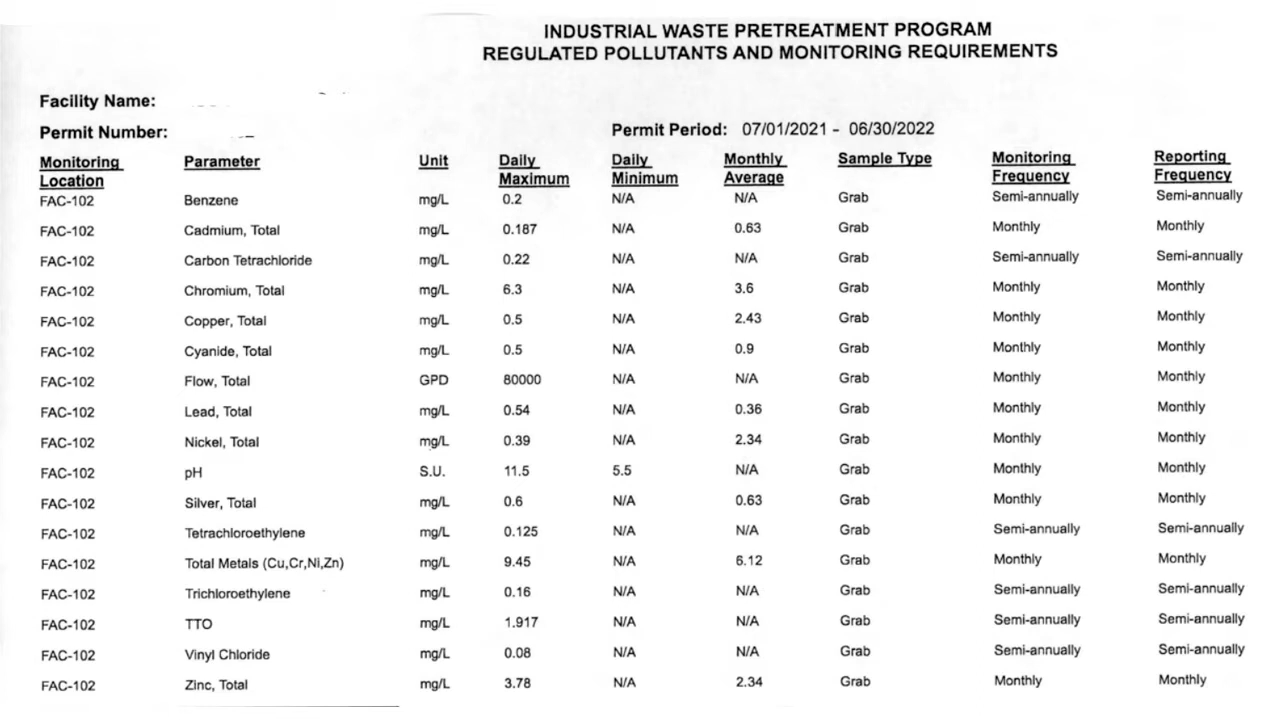 INDUSTRIAL WASTE PRETREATMENT PROGRAM
REGULATED POLLUTANTS AND MONITORING REQUIREMENTS
Facility Name:
Permit Number:
Permit Period: 07/01/2021 - 06/30/2022
Monitoring Location Parameter Unit Daily Maximum Daily Minimum Monthly Average Sample Type Monitoring Frequency Reporting Frequency
FAC-102 Benzene mg/L 0.2 N/A N/A Grab Semi-annually Semi-annually
FAC-102 Cadmium, Total mg/L 0.187 N/A 0.63 Grab Monthly Monthly
FAC-102 Carbon Tetrachloride mg/L 0.22 N/A N/A Grab Semi-annually Semi-annually
FAC-102 Chromium, Total mg/L 6.3 N/A 3.6 Grab Monthly Monthly
FAC-102 Copper, Total mg/L 0.5 N/A 2.43 Grab Monthly Monthly
FAC-102 Cyanide, Total mg/L 0.5 N/A 0.9 Grab Monthly Monthly
FAC-102 Flow, Total GPD 80000 N/A N/A Grab Monthly Monthly
FAC-102 Lead, Total mg/L 0.54 N/A 0.36 Grab Monthly Monthly
FAC-102 Nickel, Total mg/L 0.39 N/A 2.34 Grab Monthly Monthly
FAC-102 pH S.U. 11.5 5.5 N/A Grab Monthly Monthly
FAC-102 Silver, Total mg/L 0.6 N/A 0.63 Grab Monthly Monthly
FAC-102 Tetrachloroethylene mg/L 0.125 N/A N/A Grab Semi-annually Semi-annually
FAC-102 Total Metals (Cu,Cr,Ni,Zn) mg/L 9.45 N/A 6.12 Grab Monthly Monthly
FAC-102 Trichloroethylene mg/L 0.16 N/A N/A Grab Semi-annually Semi-annually
FAC-102 TTO mg/L 1.917 N/A N/A Grab Semi-annually Semi-annually
FAC-102 Vinyl Chloride mg/L 0.08 N/A N/A Grab Semi-annually Semi-annually
FAC-102 Zinc, Total mg/L 3.78 N/A 2.34 Grab Monthly Monthly